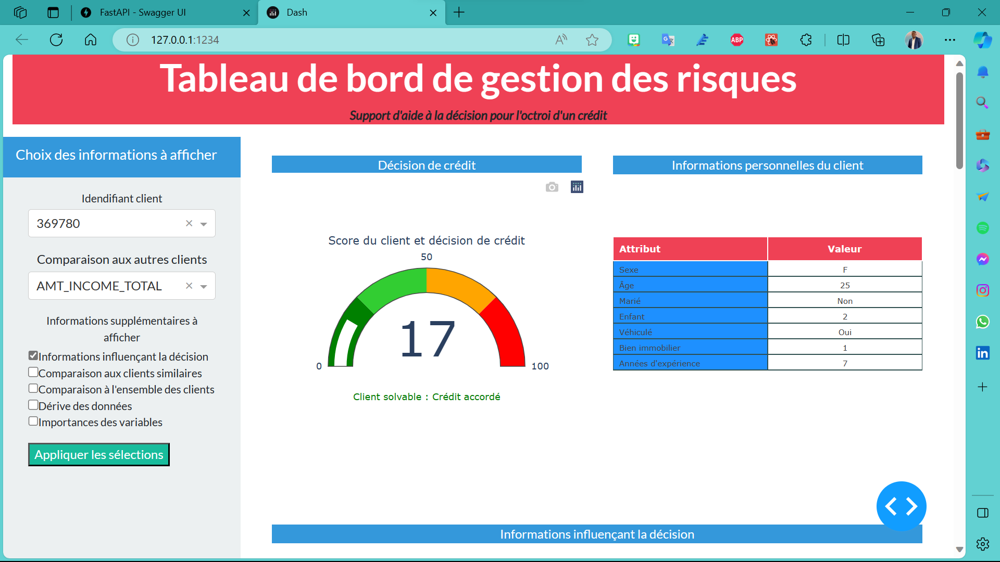 FastAPI - Swagger UI
Dash
127.0.0.1:1234
ABP
Tableau de bord de gestion des risques
Support d'aide à la décision pour l'octroi d'un crédit
Choix des informations à afficher
Idendifiant client
369780
Comparaison aux autres clients
AMT_INCOME_TOTAL
Informations supplémentaires à
afficher
Informations influençant la décision
Comparaison aux clients similaires
Comparaison à l'ensemble des clients
Dérive des données
Importances des variables
Appliquer les sélections
Décision de crédit
Score du client et décision de crédit
50
17
0
100
Client solvable : Crédit accordé
Informations personnelles du client
Attribut Valeur
Sexe F
Âge 25
Marié Non
Enfant 2
Véhiculé Oui
Bien immobilier 1
Années d'expérience 7
Informations influençant la décision